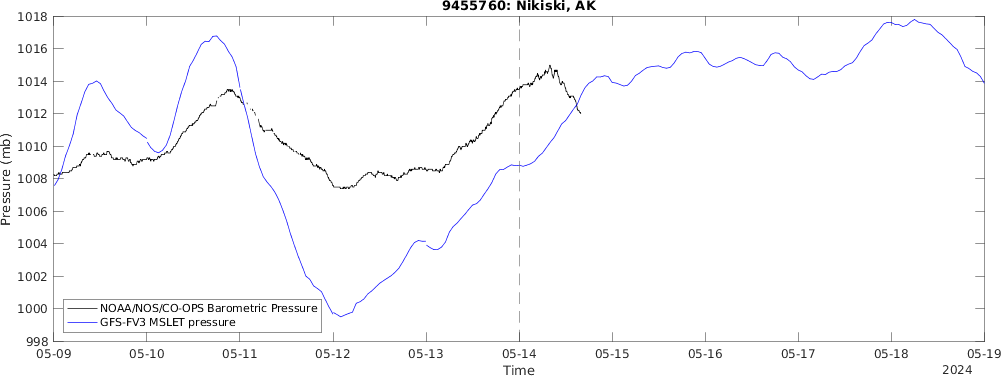 9455760: Nikiski, AK
1018
1016
1014
1012
1010
1008
1006
1004
1002
1000
998
Pressure (mb)
NOAA/NOS/CO-OPS Barometric Pressure
GFS-FV3 MSLET pressure
05-09 05-10 05-11 05-12 05-13 05-14 05-15 05-16 05-17 05-18 05-19
Time
2024